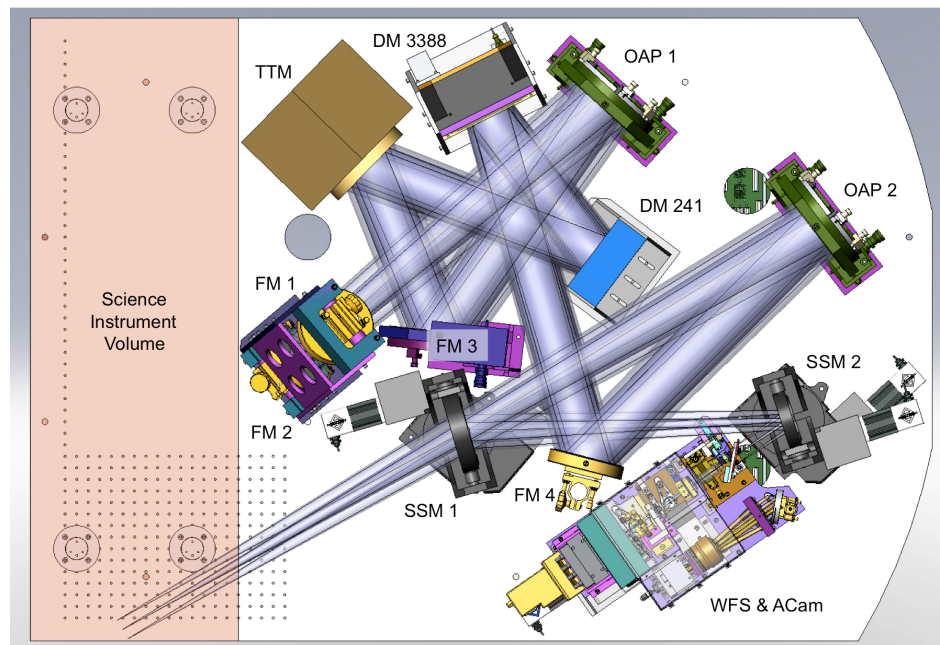 DM 3388
OAP 1
TTM
OAP 2
DM 241
FM 1
Science
Instrument
Volume
FM 3
SSM 2
FM 2
FM 4
SSM 1
WFS & ACam